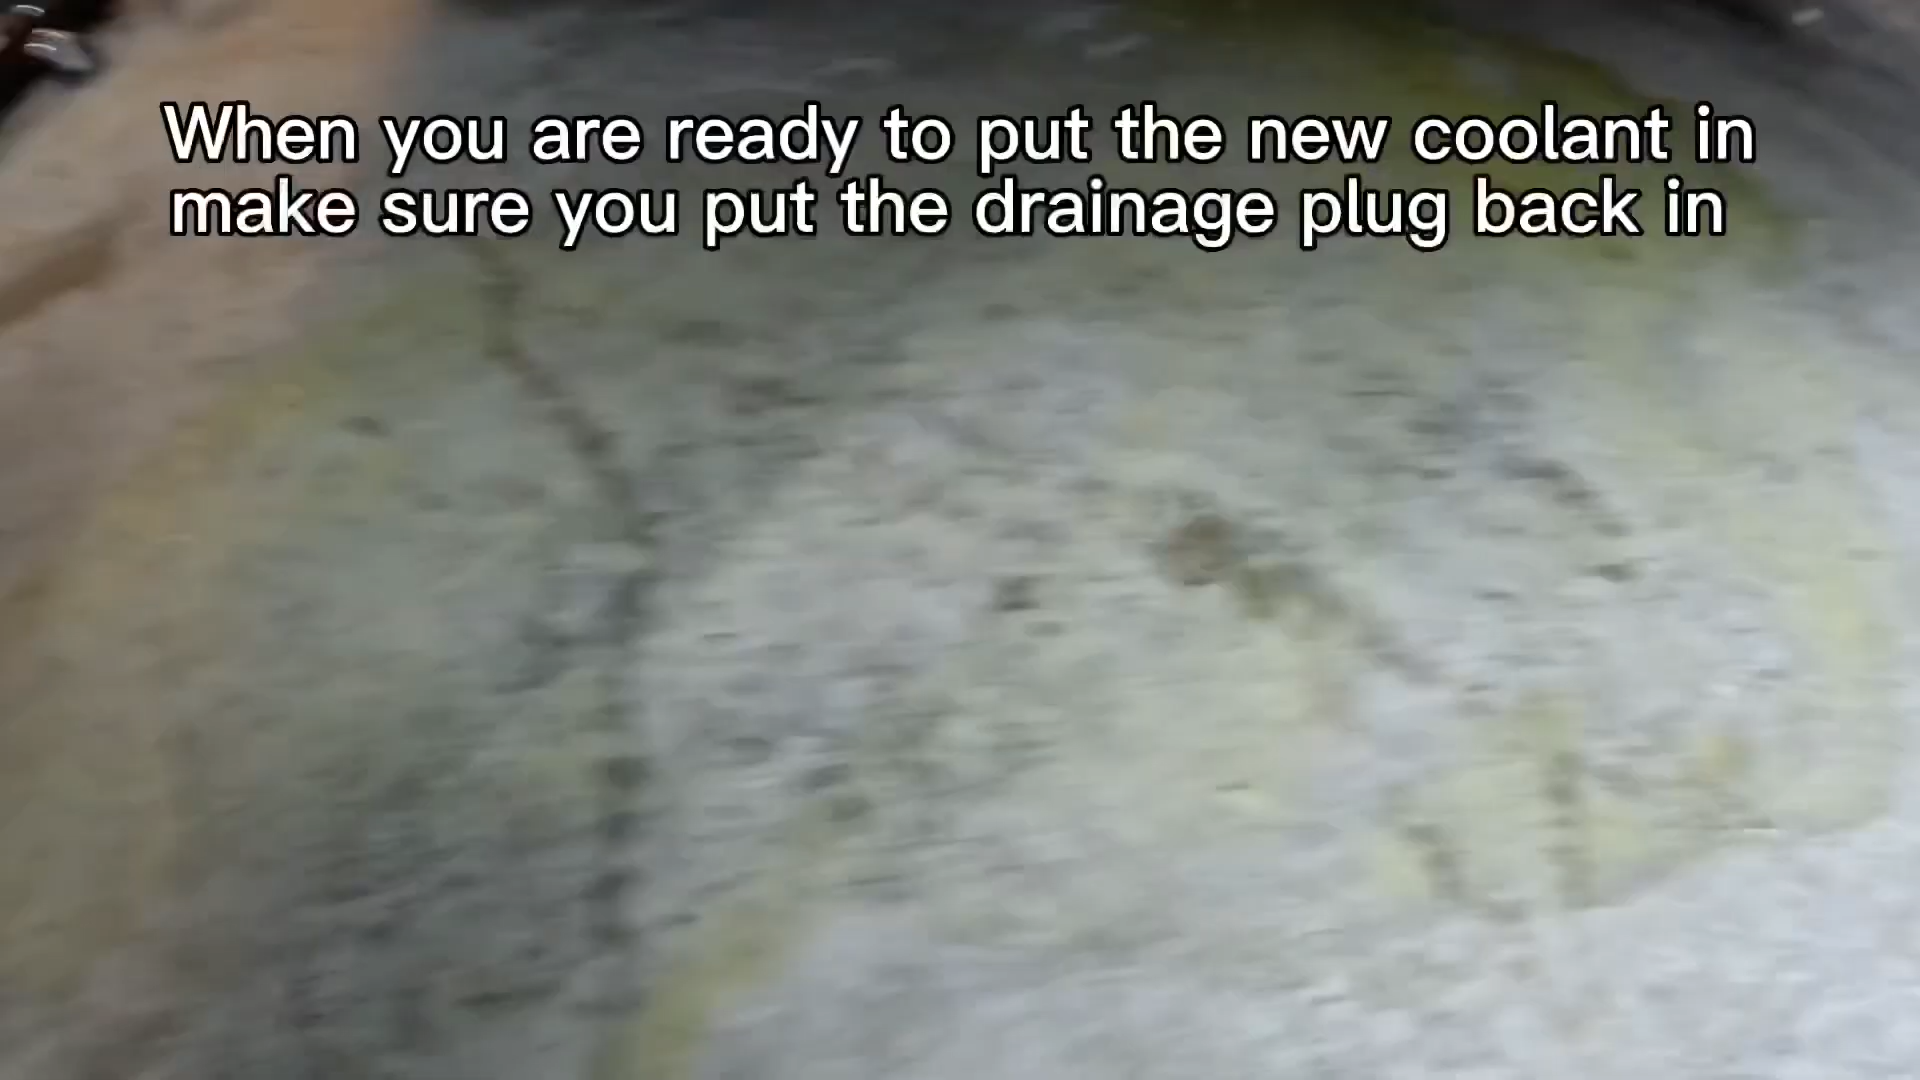 When you are ready to put the new coolant in
make sure you put the drainage plug back in